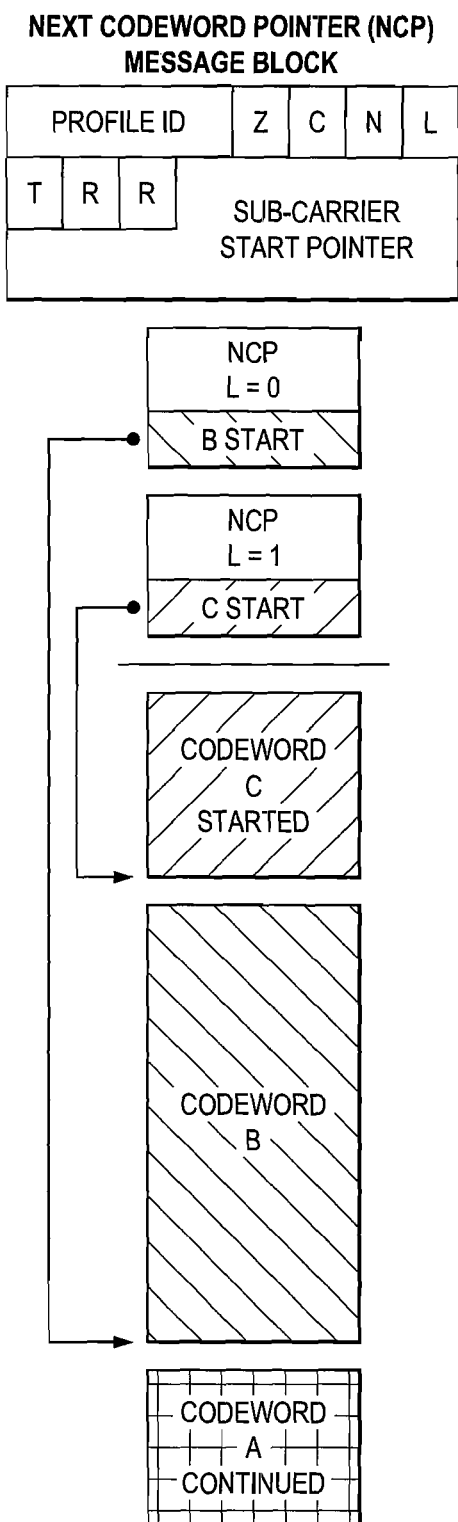 NEXT CODEWORD POINTER (NCP)
MESSAGE BLOCK
PROFILE ID Z C N L
T R R
SUB-CARRIER
START POINTER
NCP
L = 0
B START
NCP
L = 1
C START
CODEWORD
C
STARTED
CODEWORD
B
CODEWORD
A
CONTINUED